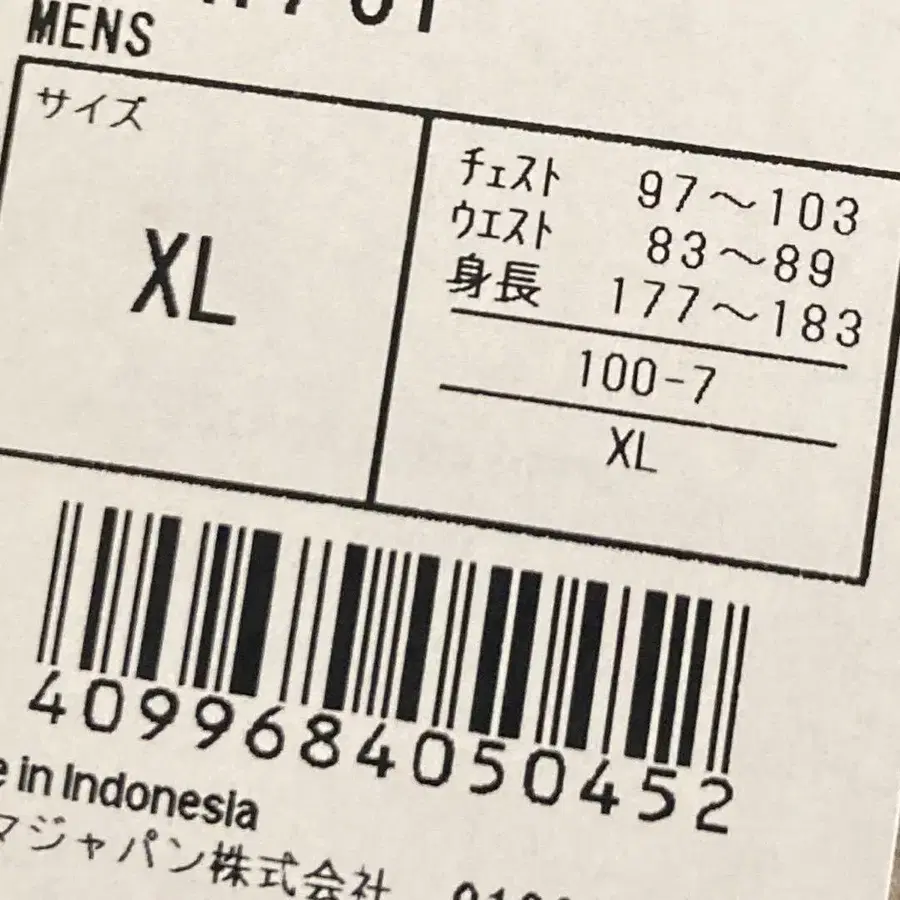 MENS
サイズ
XL
チェスト 97～103
ウエスト 83～89
身長 177～183
100-7
XL
4099684050452
in Indonesia
マジャパン株式会社